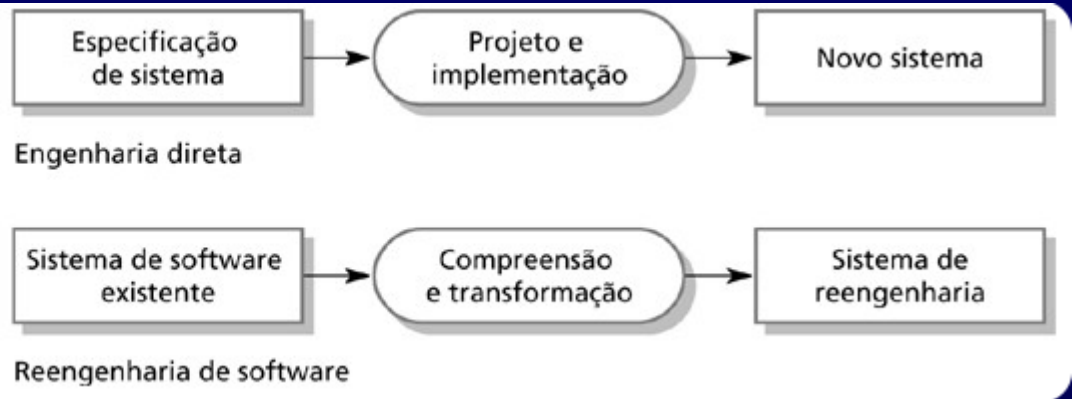 Especificação
de sistema
Projeto e
implementação
Novo sistema
Engenharia direta
Sistema de software
existente
Compreensão
e transformação
Sistema de
reengenharia
Reengenharia de software